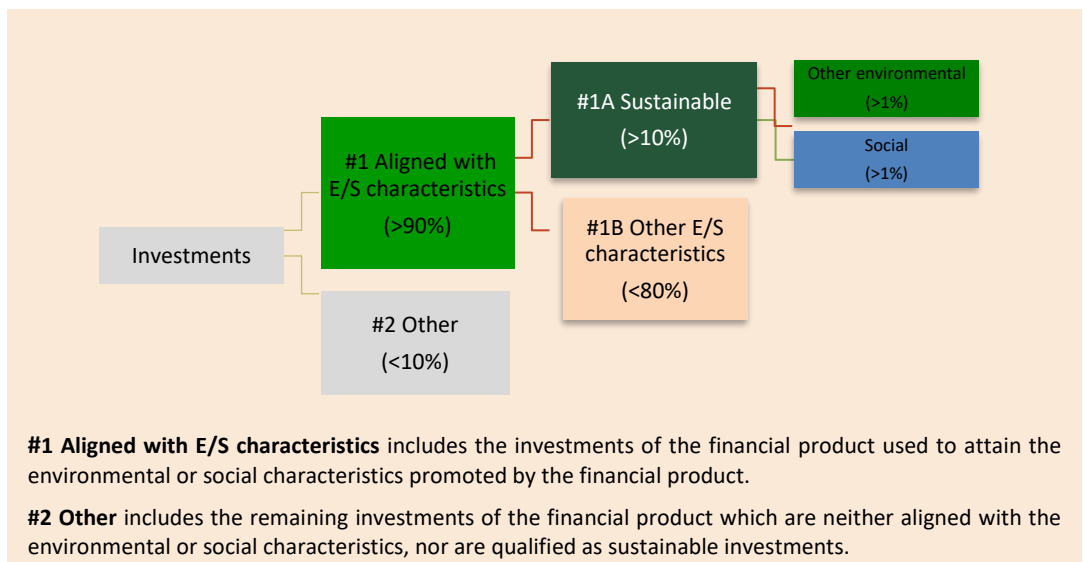 Investments
#1 Aligned with
E/S characteristics
(>90%)
#2 Other
(<10%)
#1A Sustainable
(>10%)
#1B Other E/S
characteristics
(<80%)
Other environmental
(>1%)
Social
(>1%)
#1 Aligned with E/S characteristics includes the investments of the financial product used to attain the
environmental or social characteristics promoted by the financial product.
#2 Other includes the remaining investments of the financial product which are neither aligned with the
environmental or social characteristics, nor are qualified as sustainable investments.